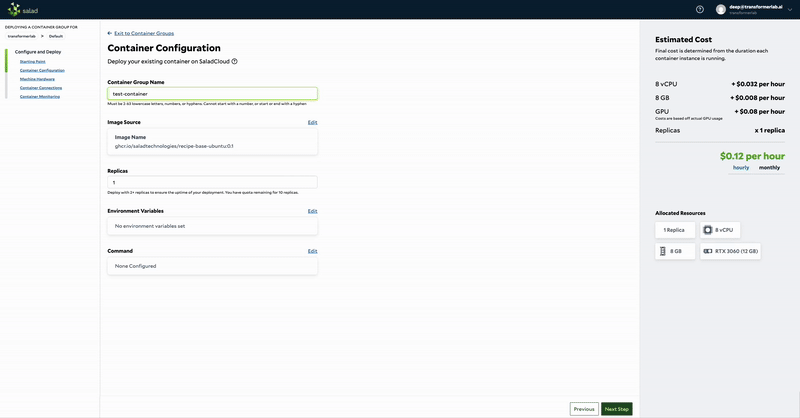 salad
deep@transformerlab.ai
transformerlab
DEPLOYING A CONTAINER GROUP FOR
transformerlab > Default
Configure and Deploy
Starting Point
Container Configuration
Machine Hardware
Container Connections
Container Monitoring
Exit to Container Groups
Container Configuration
Deploy your existing container on SaladCloud
Container Group Name
test-container
Must be 2-63 lowercase letters, numbers, or hyphens. Cannot start with a number, or start or end with a hyphen.
Image Source Edit
Image Name
ghcr.io/saladtechnologies/recipe-base-ubuntu:0.1
Replicas
1
Deploy with 2+ replicas to ensure the uptime of your deployment. You have quota remaining for 10 replicas.
Environment Variables Edit
No environment variables set
Command Edit
None Configured
Previous Next Step
Estimated Cost
Final cost is determined from the duration each
container instance is running.
8 vCPU + $0.032 per hour
8 GB + $0.008 per hour
GPU + $0.08 per hour
Costs are based off actual GPU usage
Replicas x 1 replica
$0.12 per hour
hourly monthly
Allocated Resources
1 Replica 8 vCPU
8 GB RTX 3060 (12 GB)